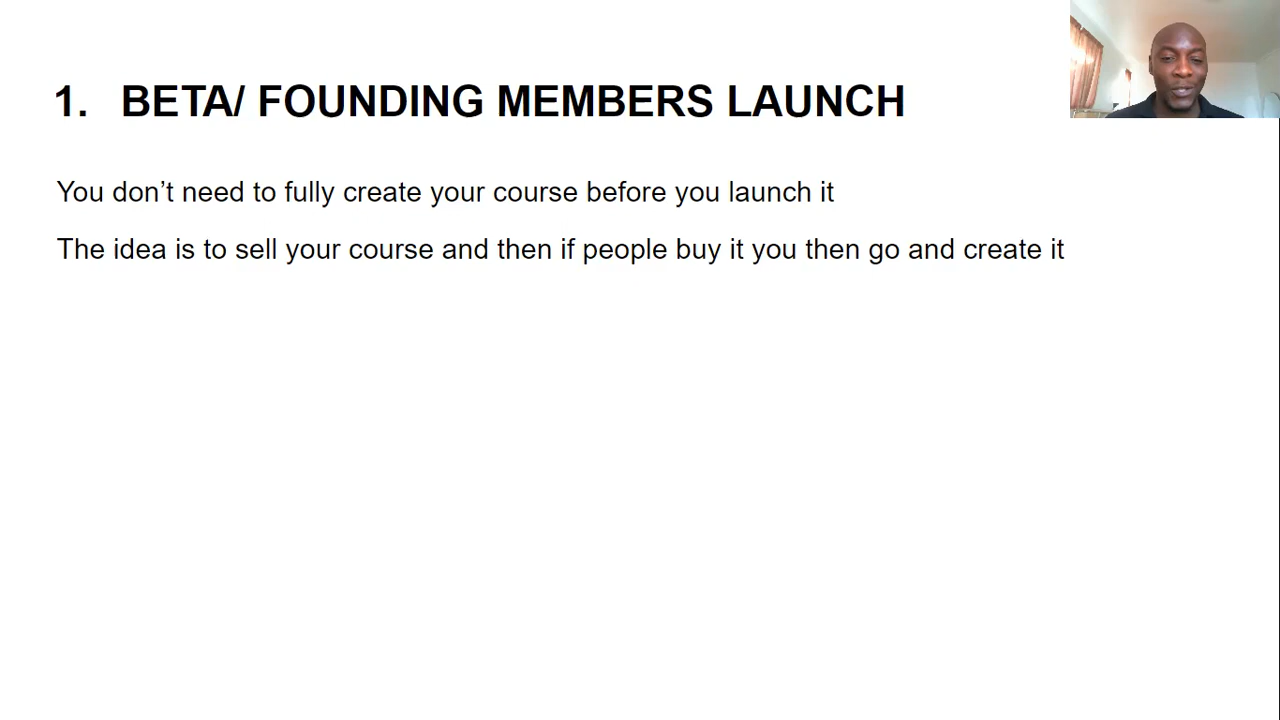 1. BETA/ FOUNDING MEMBERS LAUNCH
You don’t need to fully create your course before you launch it
The idea is to sell your course and then if people buy it you then go and create it